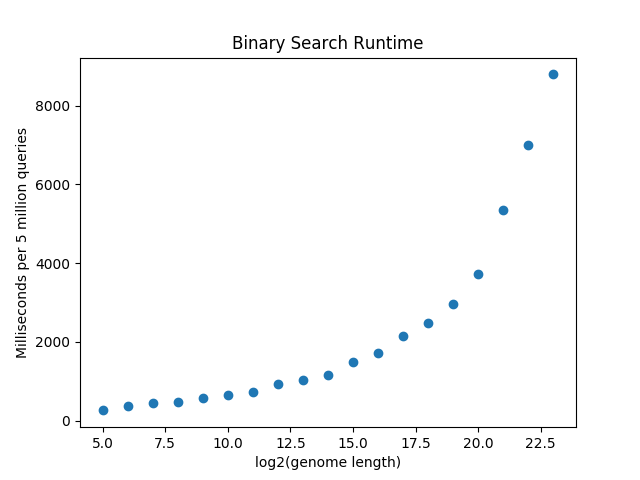 Binary Search Runtime
Milliseconds per 5 million queries
8000
6000
4000
2000
0
5.0 7.5 10.0 12.5 15.0 17.5 20.0 22.5
log2(genome length)